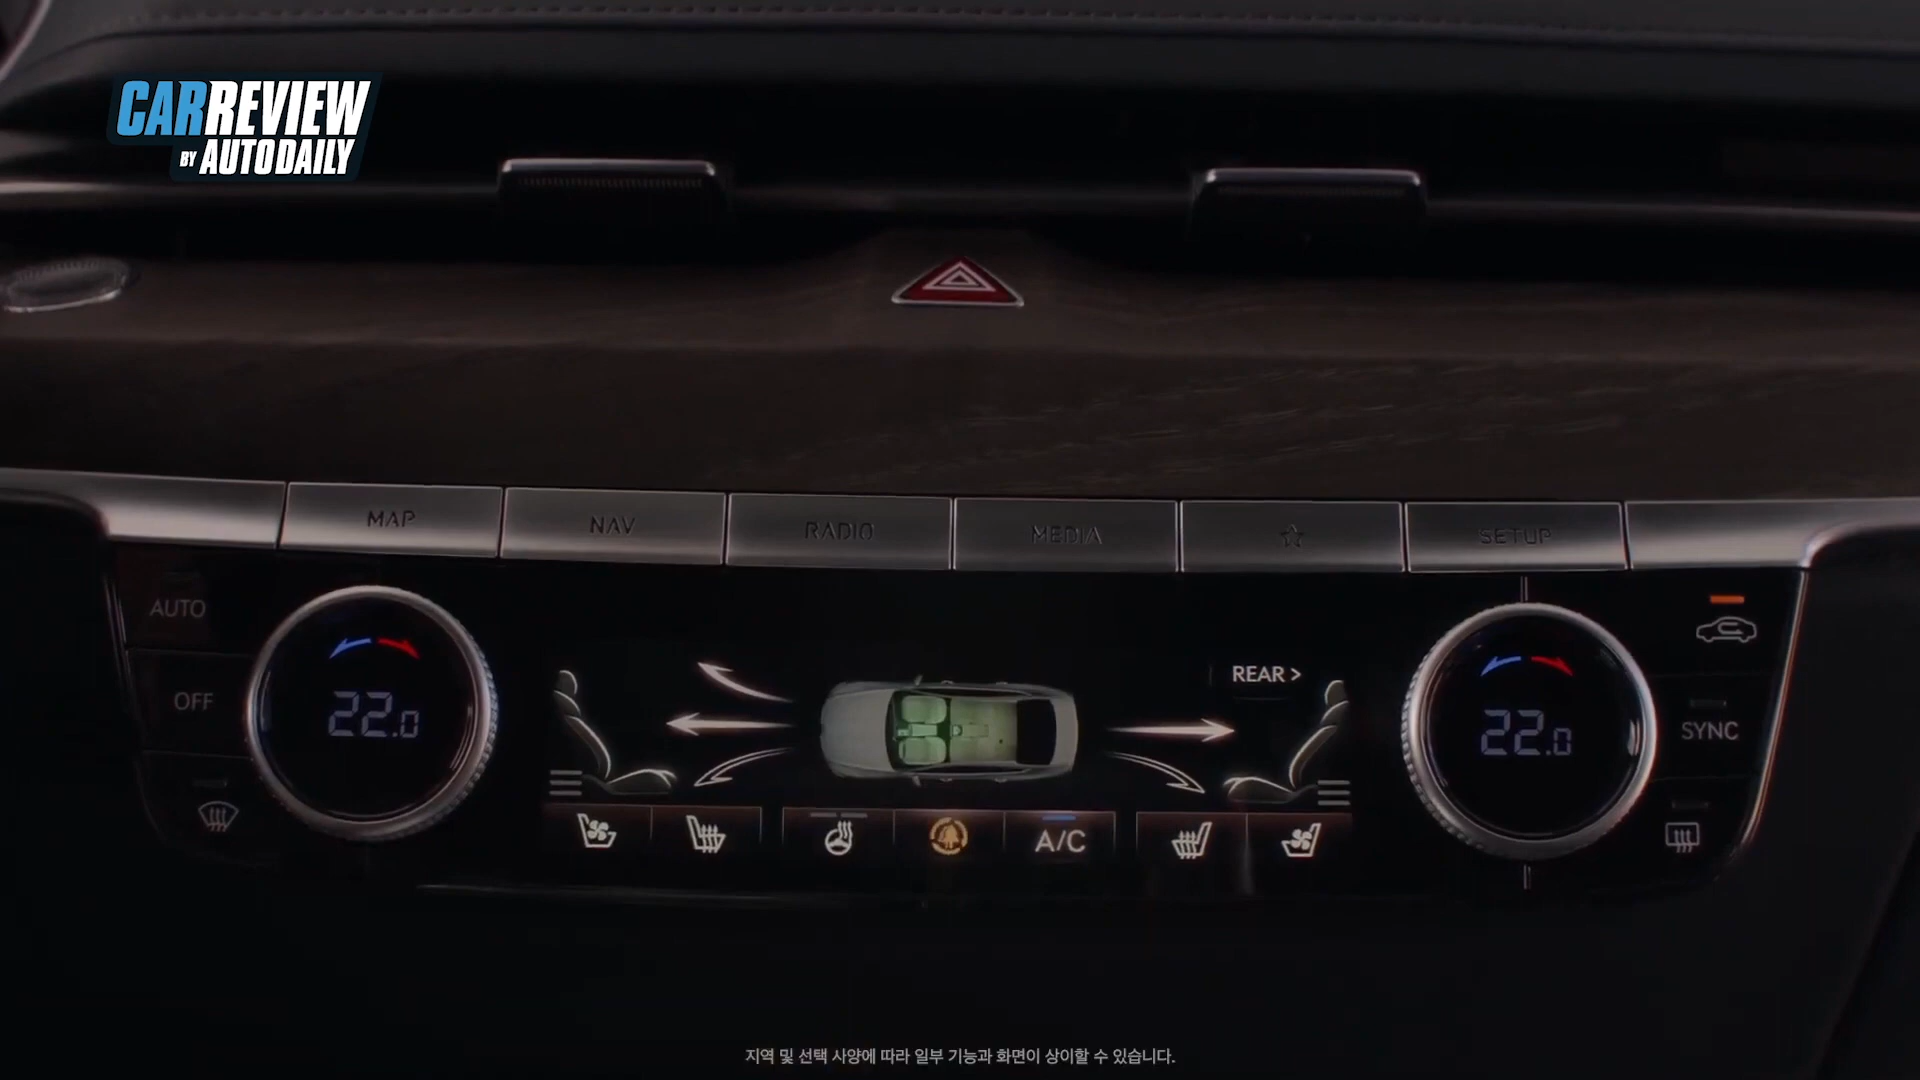 CARREVIEW
BY AUTODAILY
MAP
NAV
RADIO
MEDIA
SETUP
AUTO
OFF
22.0
REAR >
A/C
22.0
SYNC
지역 및 선택 사양에 따라 일부 기능과 화면이 상이할 수 있습니다.